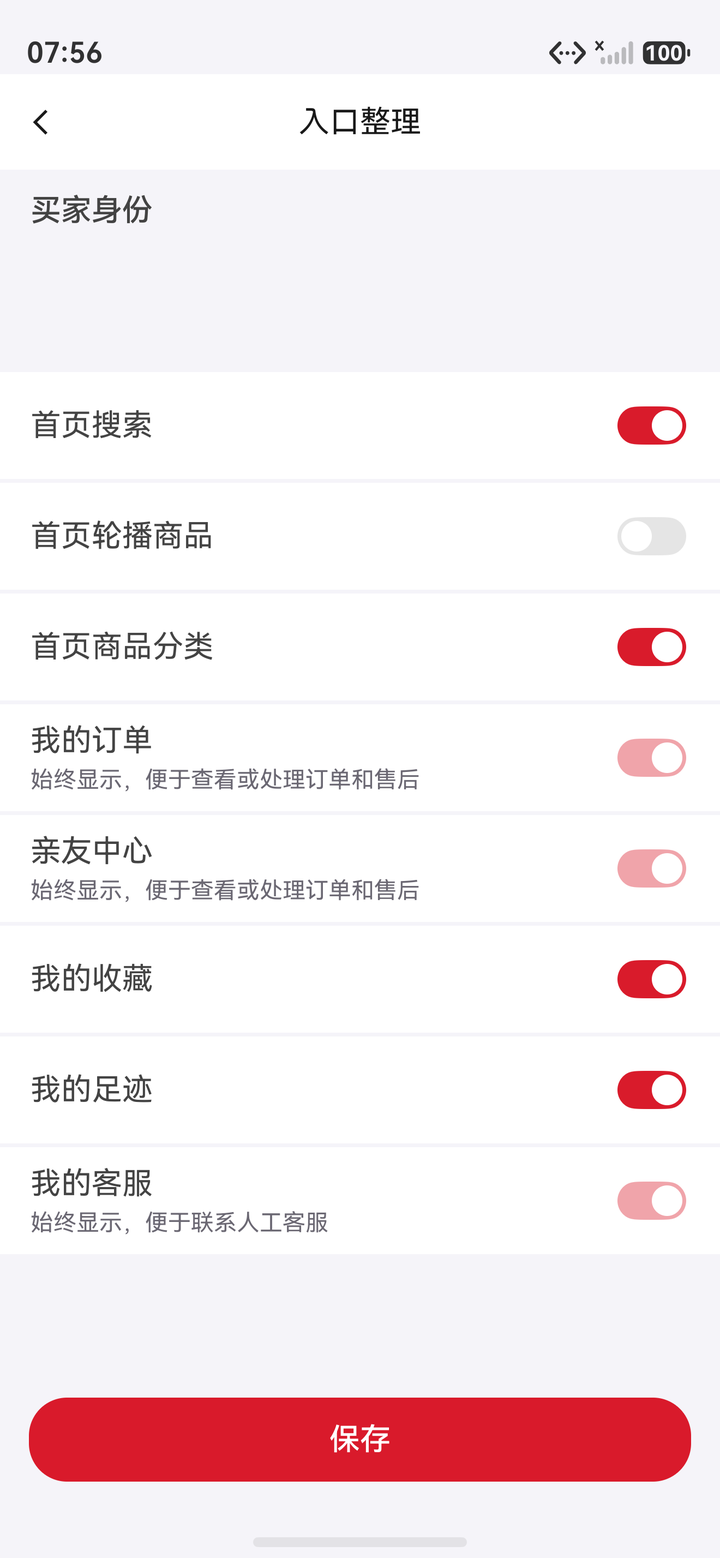 07:56
100
入口整理
买家身份
首页搜索
首页轮播商品
首页商品分类
我的订单
始终显示，便于查看或处理订单和售后
亲友中心
始终显示，便于查看或处理订单和售后
我的收藏
我的足迹
我的客服
始终显示，便于联系人工客服
保存